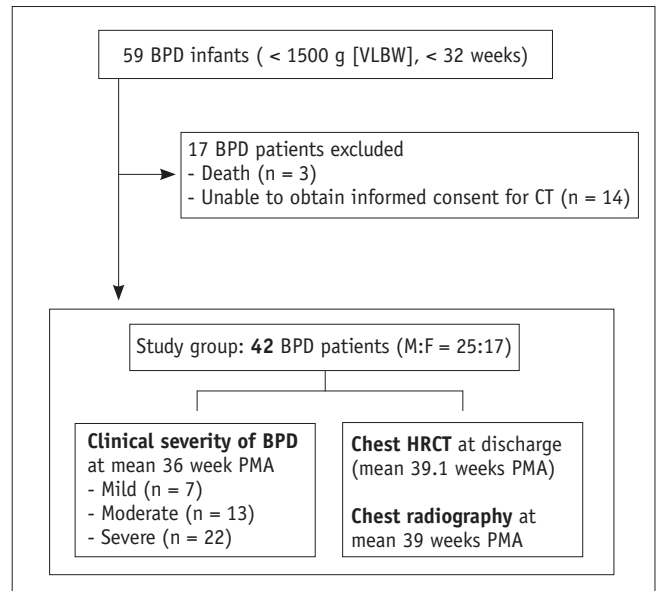 59 BPD infants ( < 1500 g [VLBW], < 32 weeks)
17 BPD patients excluded
- Death (n = 3)
- Unable to obtain informed consent for CT (n = 14)
Study group: 42 BPD patients (M:F = 25:17)
Clinical severity of BPD
at mean 36 week PMA
- Mild (n = 7)
- Moderate (n = 13)
- Severe (n = 22)
Chest HRCT at discharge
(mean 39.1 weeks PMA)
Chest radiography at
mean 39 weeks PMA